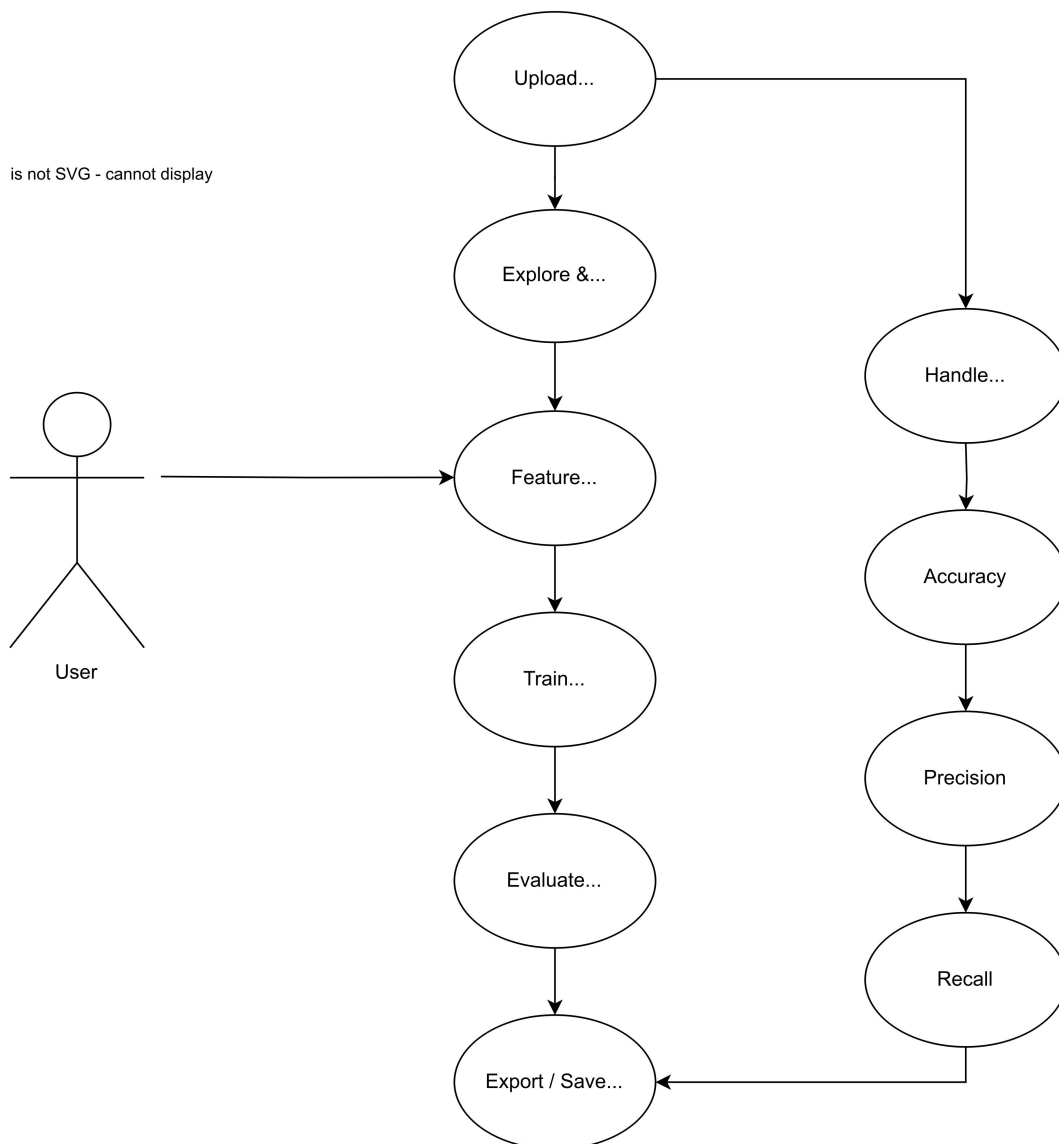 Upload...
is not SVG - cannot display
Explore &...
Handle...
Feature...
Accuracy
User
Train...
Precision
Evaluate...
Recall
Export / Save...